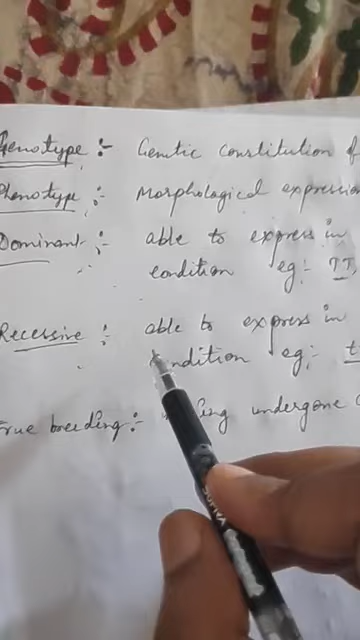 Genotype :- Genetic constitution of
Phenotype :- Morphological expression
Dominant :- able to express in
condition eg:- TT,
Recessive :- able to express in
condition eg:- t
True breeding:- undergone